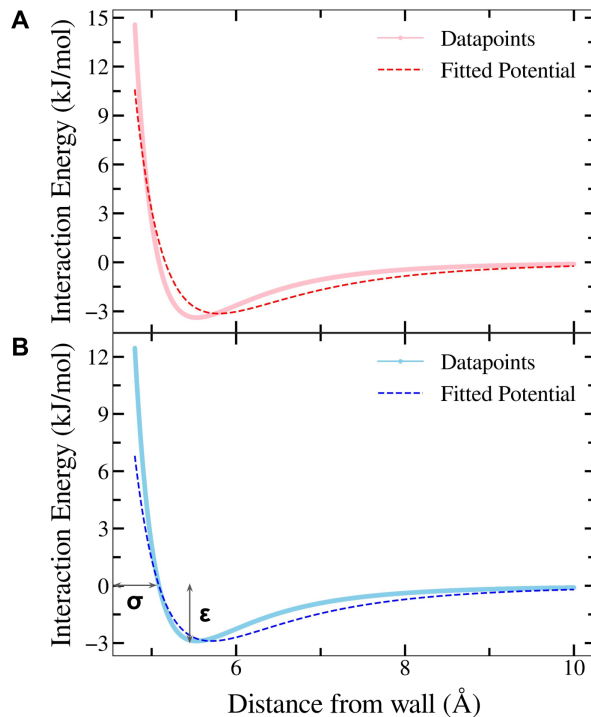 A
Interaction Energy (kJ/mol)
15
12
9
6
3
0
−3
Datapoints
Fitted Potential
B
Interaction Energy (kJ/mol)
12
9
6
3
0
−3
Datapoints
Fitted Potential
σ
ε
6
8
10
Distance from wall (Å)